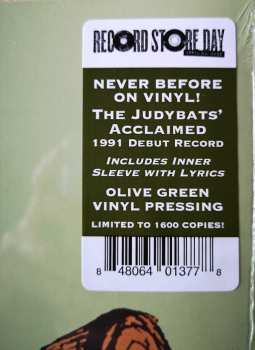 RECORD STORE DAY
NEVER BEFORE
ON VINYL!
THE JUDYBATS'
ACCLAIMED
1991 DEBUT RECORD
INCLUDES INNER
SLEEVE WITH LYRICS
OLIVE GREEN
VINYL PRESSING
LIMITED TO 1600 COPIES!
8 48064 01377 8